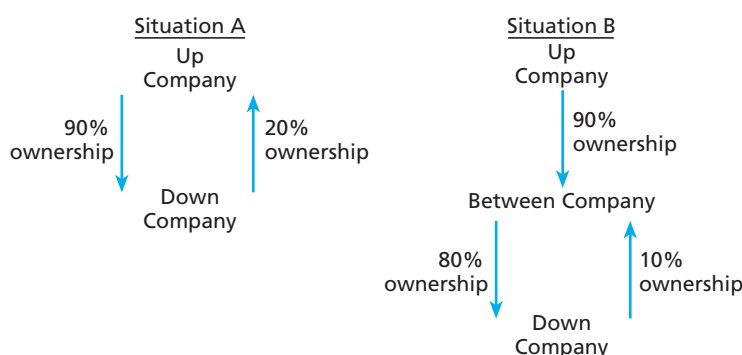 Situation A
Up
Company
90%
ownership
20%
ownership
Down
Company
Situation B
Up
Company
90%
ownership
Between Company
80%
ownership
10%
ownership
Down
Company